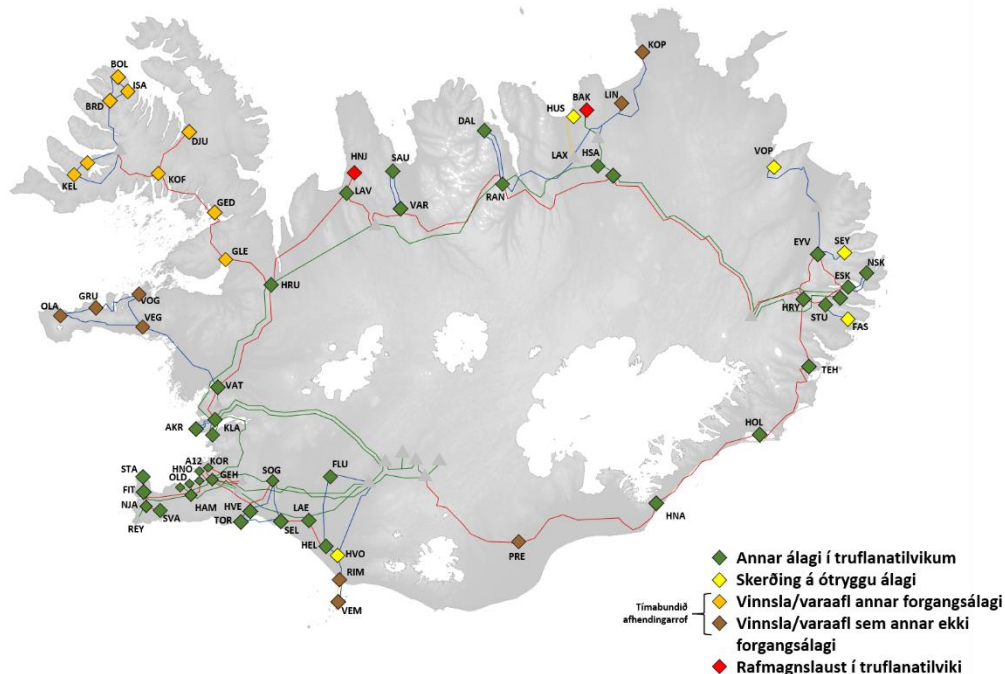 KOP
BOL
ISA
BRD
HUS
BAK
LIN
DJU
DAL
HNJ
SAU
LAX
HSA
VOP
KEL
KOF
LAV
VAR
RAN
GED
GLE
EYV
SEY
ESK
NSK
HRU
HRY
STU
FAS
OLA
GRU
VOG
VEG
TEH
VAT
HOL
AKR
KLA
A12
KOR
STA
HNO
OLD
GEH
SOG
FLU
FIT
NJA
HAM
HVE
LAE
HNA
REY
SVA
TOR
SEL
HEL
HVO
PRE
RIM
VEM
Annar álagi í truflanatilvikum
Skerðing á ótryggu álagi
Tímabundið
afhendingarrof
Vinnsla/varaafl annar forgangsálagi
Vinnsla/varaafl sem annar ekki
forgangsálagi
Rafmagnslaust í truflanatilviki